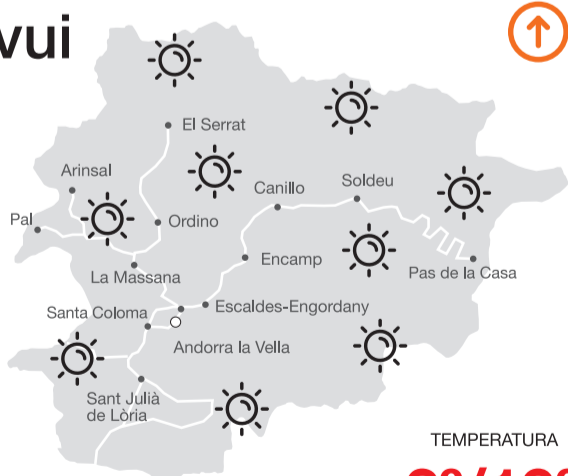 vui
El Serrat
Arinsal
Canillo
Soldeu
Pal
Ordino
Encamp
Pas de la Casa
La Massana
Santa Coloma
Escaldes-Engordany
Andorra la Vella
Sant Julià
de Lòria
TEMPERATURA